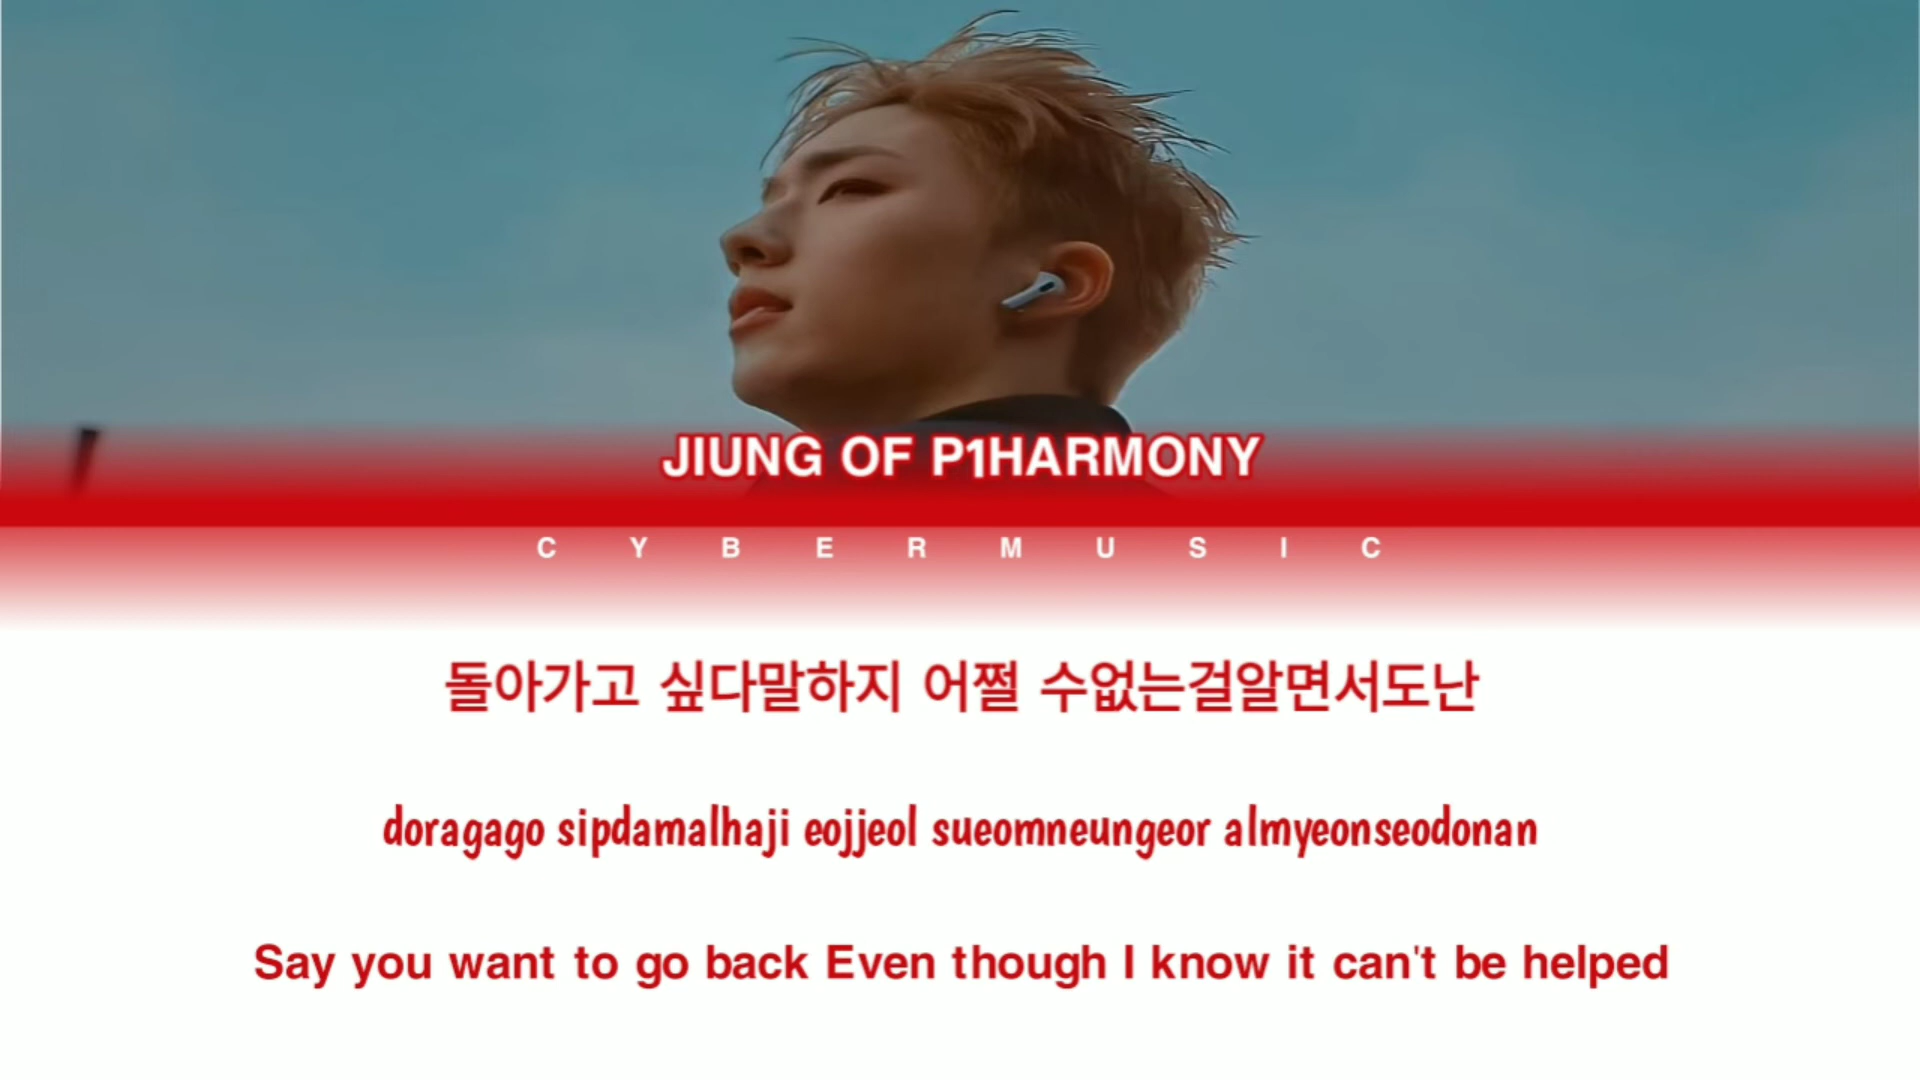 JIUNG OF P1HARMONY
CYBERMUSIC
돌아가고 싶다말하지 어쩔 수없는걸알면서도난
doragago sipdamalhaji eojjeol sueomneungeor almyeonseodonan
Say you want to go back Even though I know it can't be helped